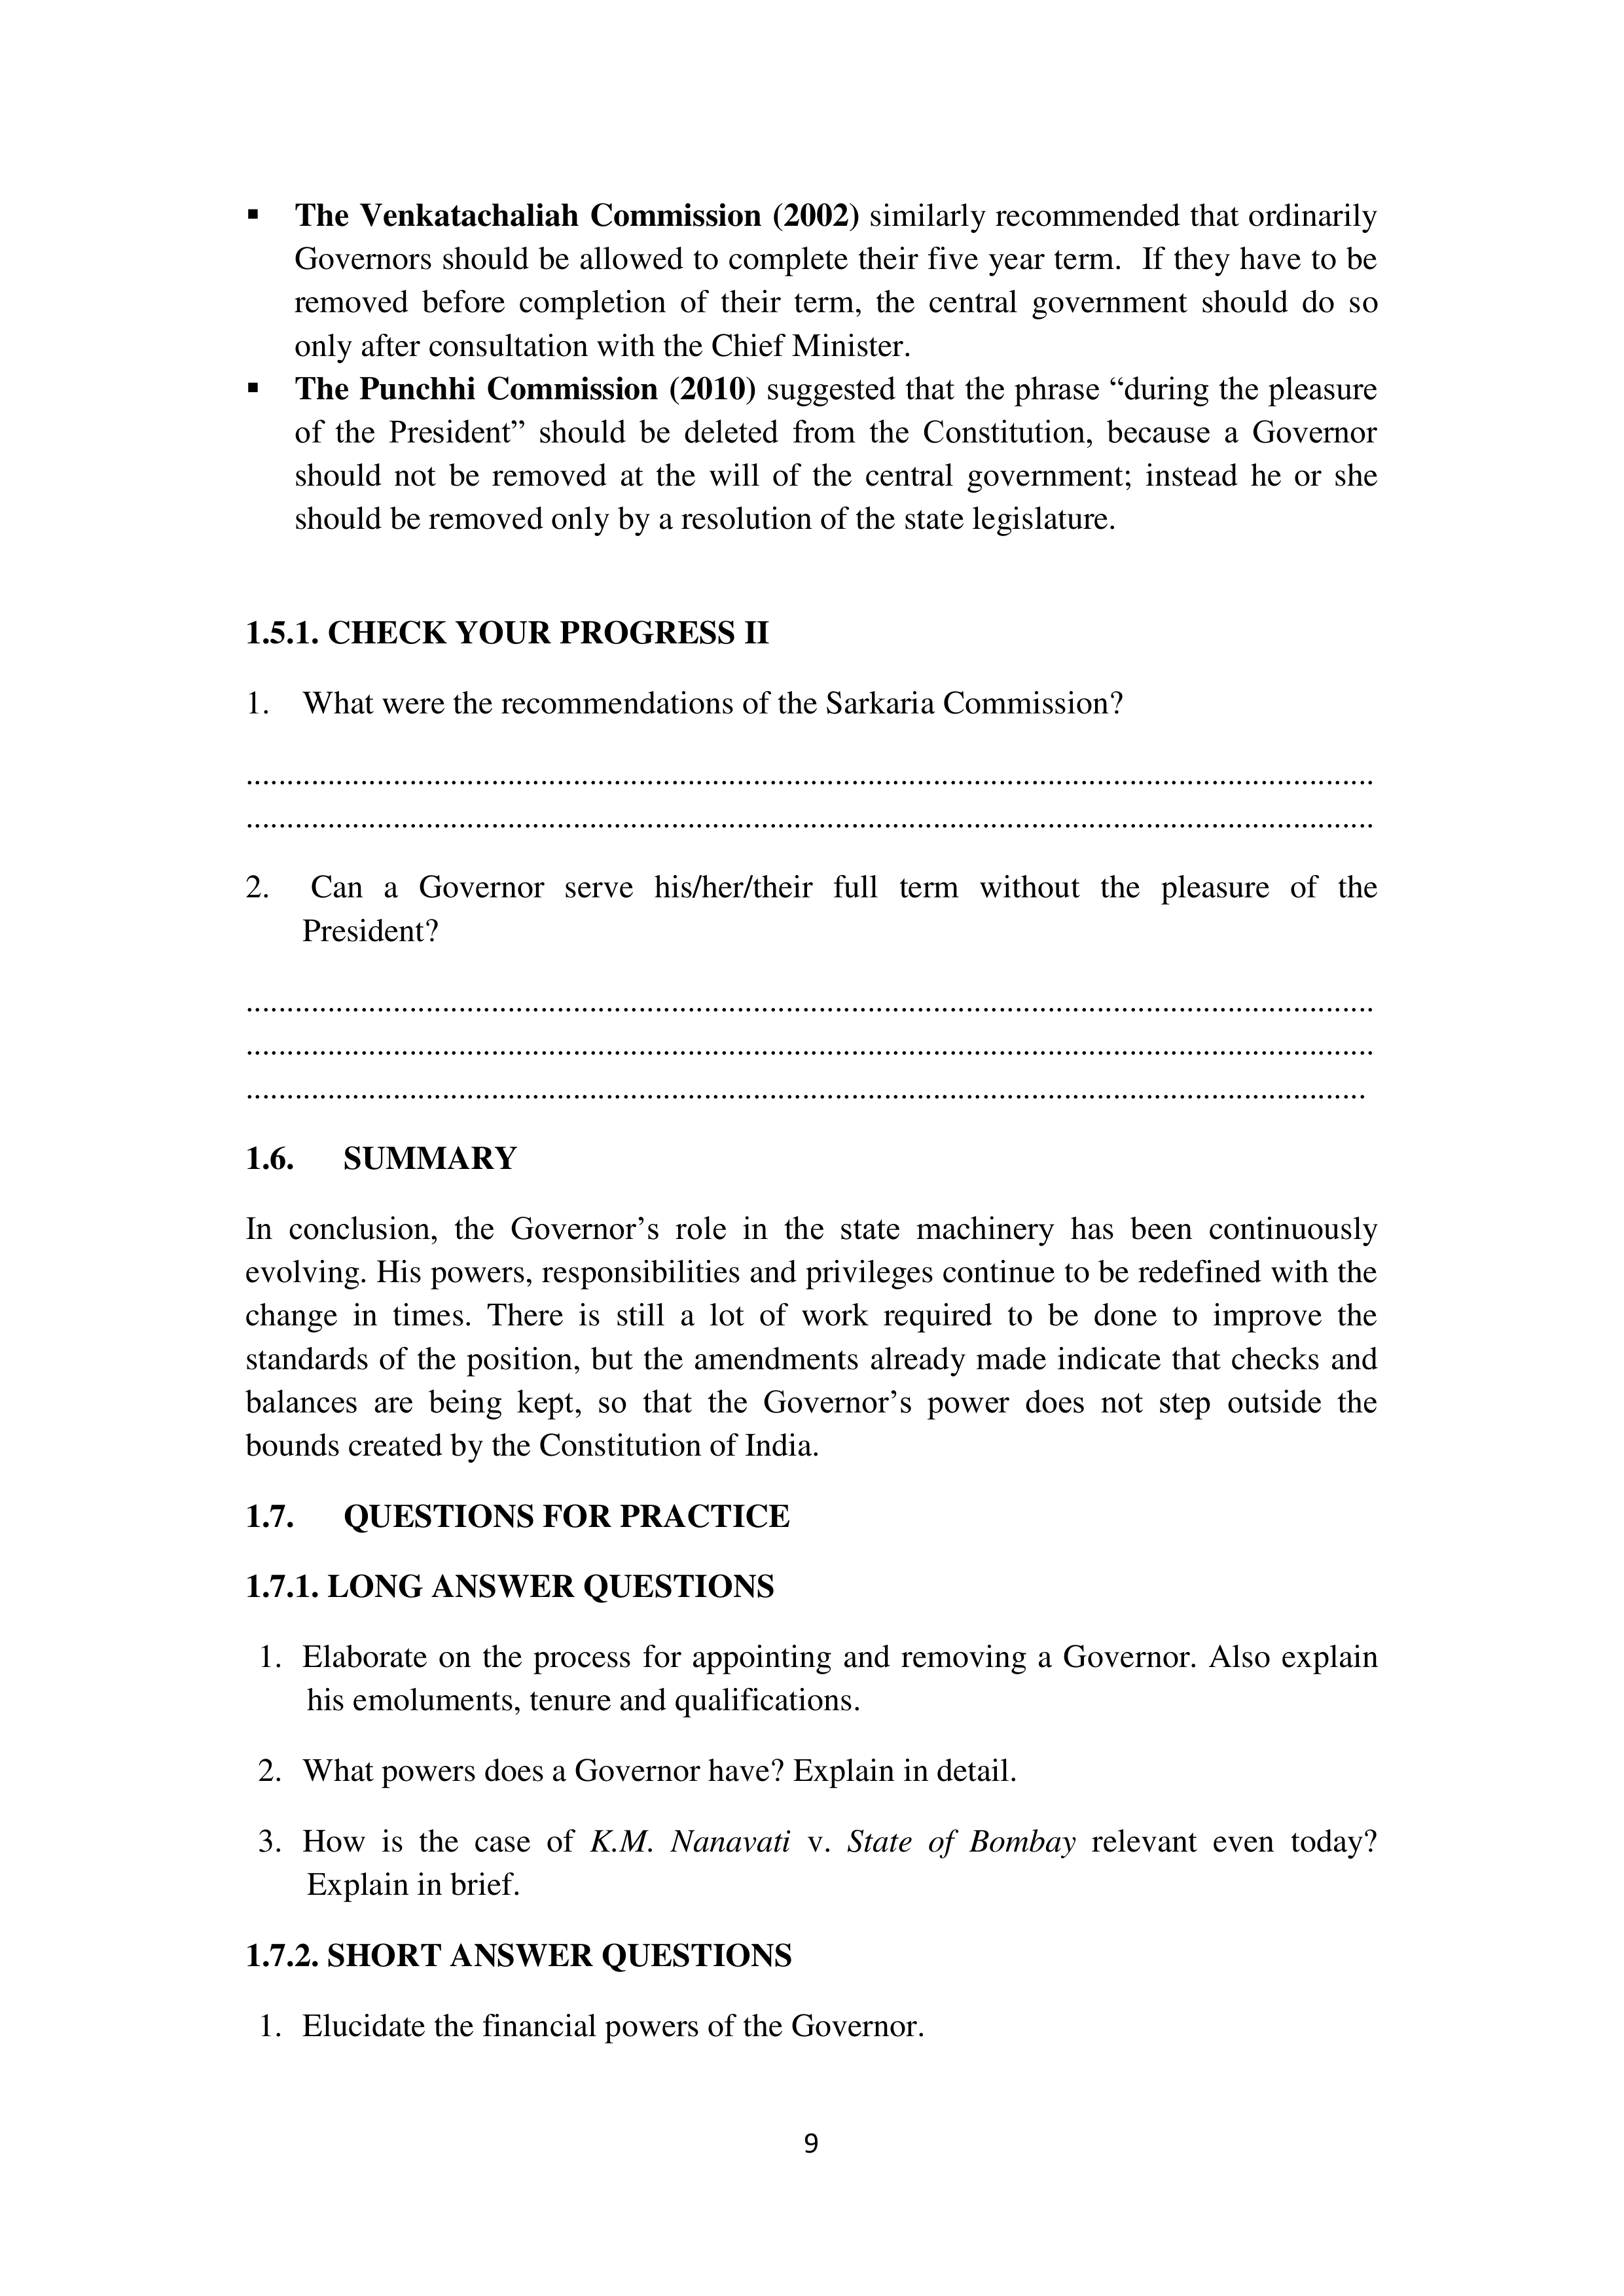 ▪ The Venkatachaliah Commission (2002) similarly recommended that ordinarily
Governors should be allowed to complete their five year term.  If they have to be
removed before completion of their term, the central government should do so
only after consultation with the Chief Minister.
▪ The Punchhi Commission (2010) suggested that the phrase “during the pleasure
of the President” should be deleted from the Constitution, because a Governor
should not be removed at the will of the central government; instead he or she
should be removed only by a resolution of the state legislature.
1.5.1. CHECK YOUR PROGRESS II
1. What were the recommendations of the Sarkaria Commission?
..........................................................................................................................................
..........................................................................................................................................
2. Can a Governor serve his/her/their full term without the pleasure of the
President?
..........................................................................................................................................
..........................................................................................................................................
.........................................................................................................................................
1.6. SUMMARY
In conclusion, the Governor’s role in the state machinery has been continuously
evolving. His powers, responsibilities and privileges continue to be redefined with the
change in times. There is still a lot of work required to be done to improve the
standards of the position, but the amendments already made indicate that checks and
balances are being kept, so that the Governor’s power does not step outside the
bounds created by the Constitution of India.
1.7. QUESTIONS FOR PRACTICE
1.7.1. LONG ANSWER QUESTIONS
1. Elaborate on the process for appointing and removing a Governor. Also explain
his emoluments, tenure and qualifications.
2. What powers does a Governor have? Explain in detail.
3. How is the case of K.M. Nanavati v. State of Bombay relevant even today?
Explain in brief.
1.7.2. SHORT ANSWER QUESTIONS
1. Elucidate the financial powers of the Governor.
9